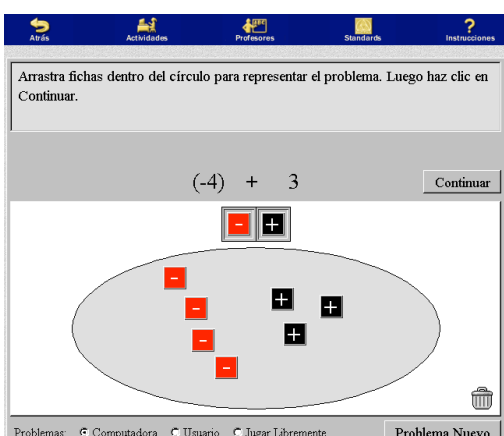 Atrás Actividades Profesores Standards Instrucciones
Arrastra fichas dentro del círculo para representar el problema. Luego haz clic en
Continuar.
(-4) + 3
Continuar
- +
-
- + +
- +
-
Problemas: Computadora Usuario Jugar Libremente Problema Nuevo